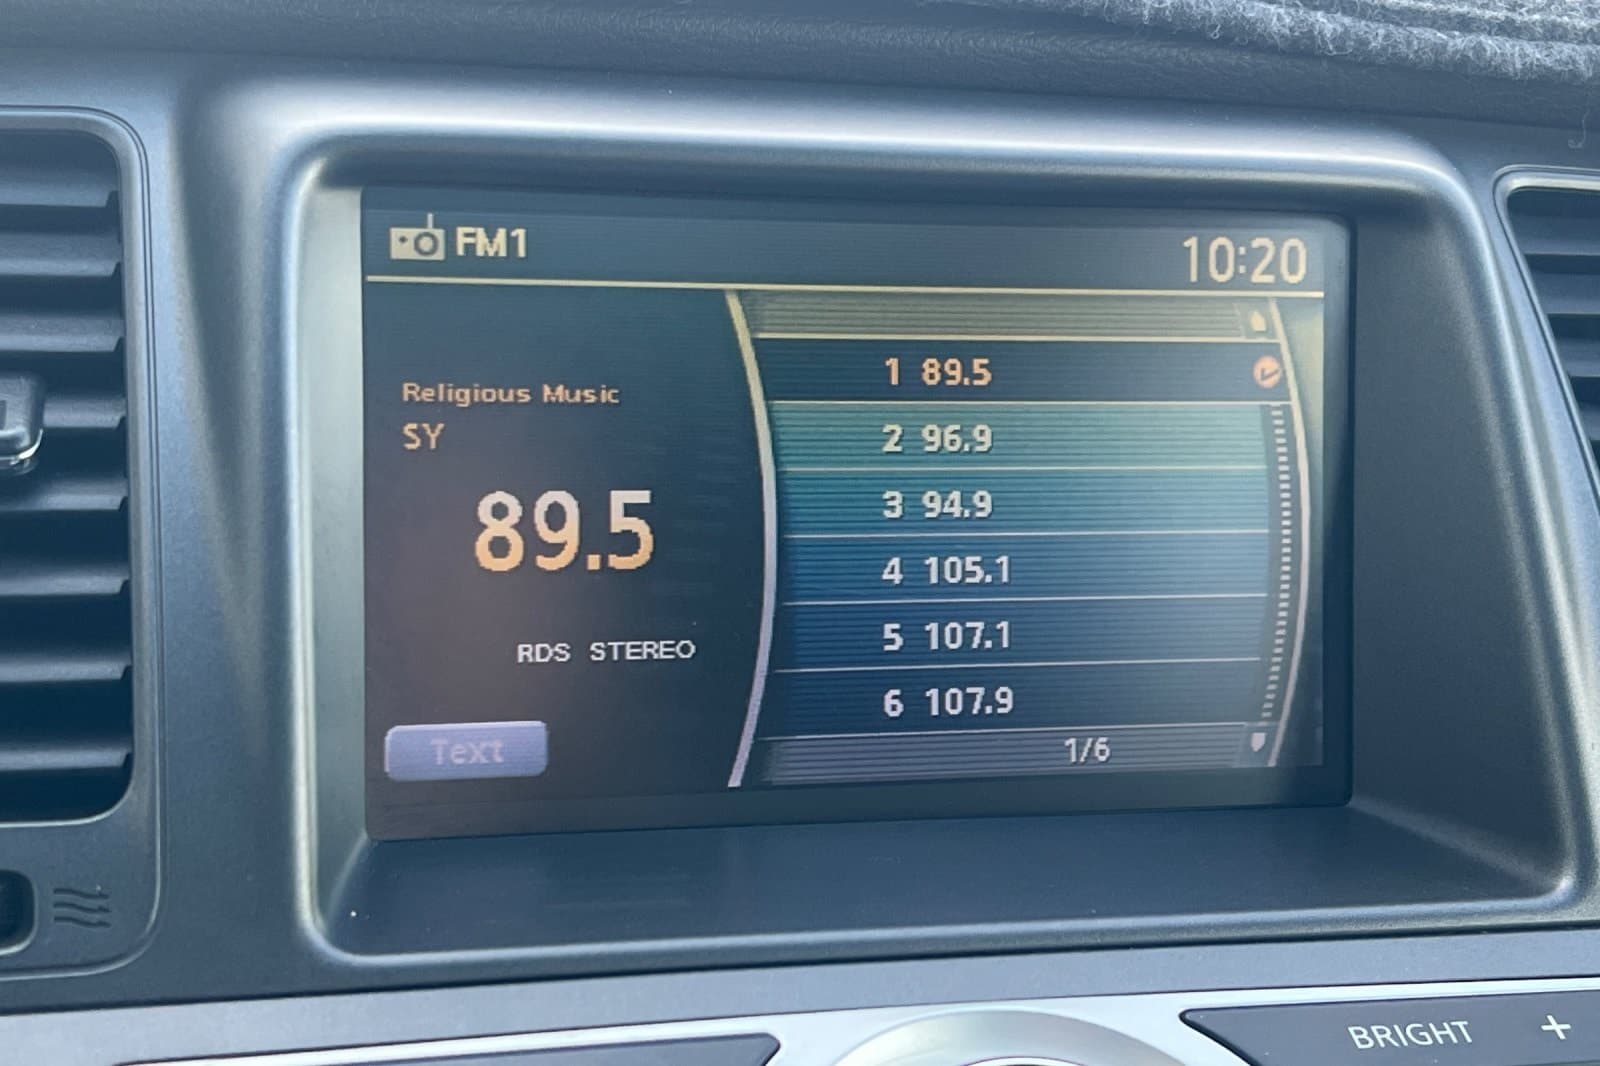 FM1
10:20
Religious Music
SY
89.5
RDS STEREO
Text
1 89.5
2 96.9
3 94.9
4 105.1
5 107.1
6 107.9
1/6
BRIGHT +